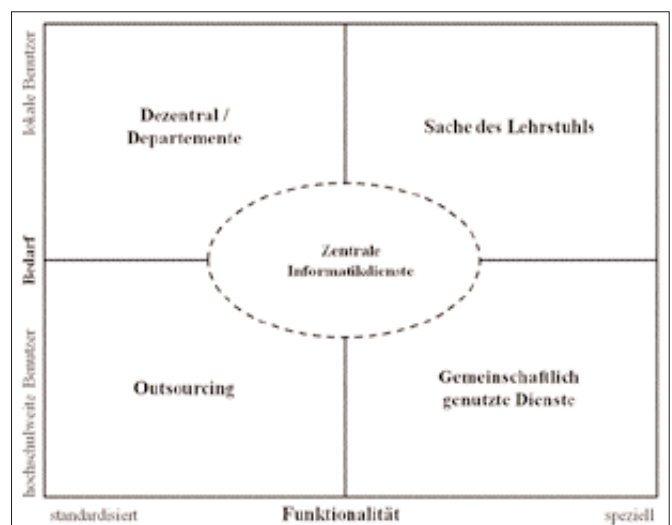 lokale Benutzer
Bedarf
hochschulweite Benutzer
Dezentral /
Departemente
Sache des Lehrstuhls
Zentrale
Informatikdienste
Outsourcing
Gemeinschaftlich
genutzte Dienste
standardisiert
Funktionalität
speziell